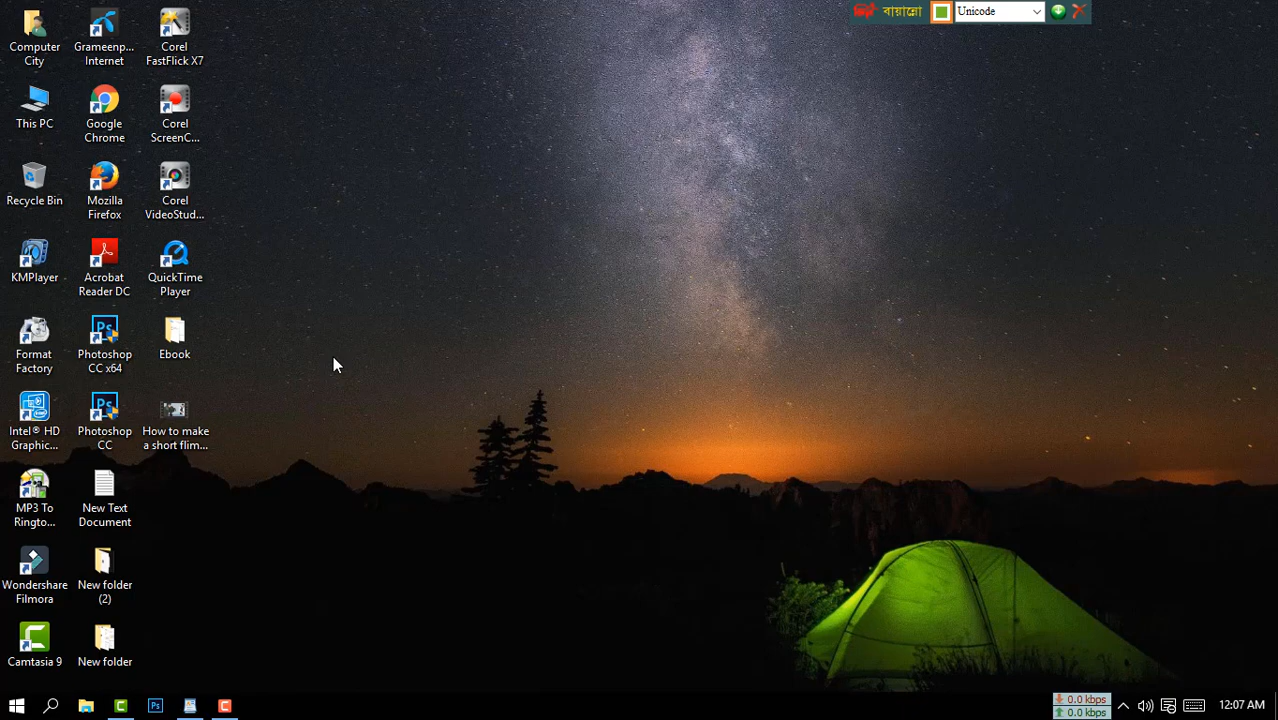 বায়ান্নো
Unicode
Computer
City
Grameenp...
Internet
Corel
FastFlick X7
This PC
Google
Chrome
Corel
ScreenC...
Recycle Bin
Mozilla
Firefox
Corel
VideoStud...
KMPlayer
Acrobat
Reader DC
QuickTime
Player
Format
Factory
Ps
Photoshop
CC x64
Ebook
Intel® HD
Graphic...
Ps
Photoshop
CC
How to make
a short flim...
MP3 To
Ringto...
New Text
Document
Wondershare
Filmora
New folder
(2)
Camtasia 9
New folder
Ps
0.0 kbps
0.0 kbps
12:07 AM